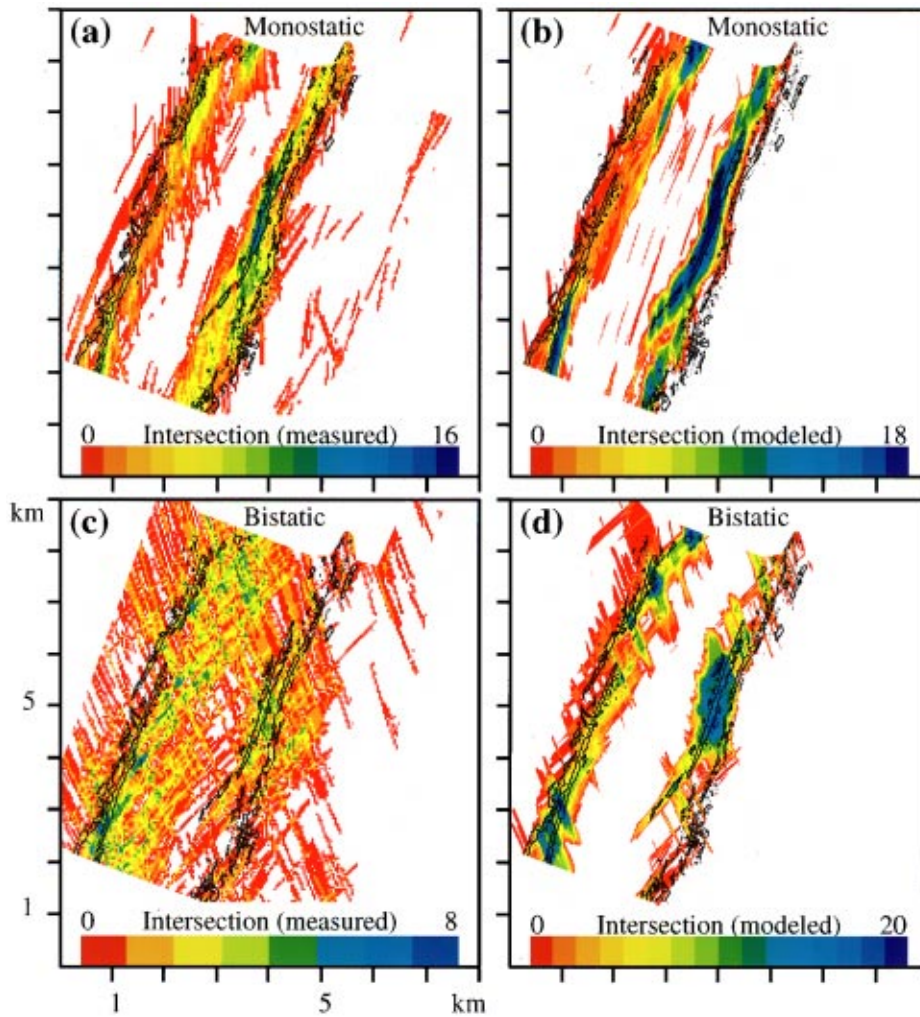 (a) Monostatic
(b) Monostatic
0 Intersection (measured) 16
0 Intersection (modeled) 18
km
(c) Bistatic
(d) Bistatic
5
1
0 Intersection (measured) 8
0 Intersection (modeled) 20
1 5 km